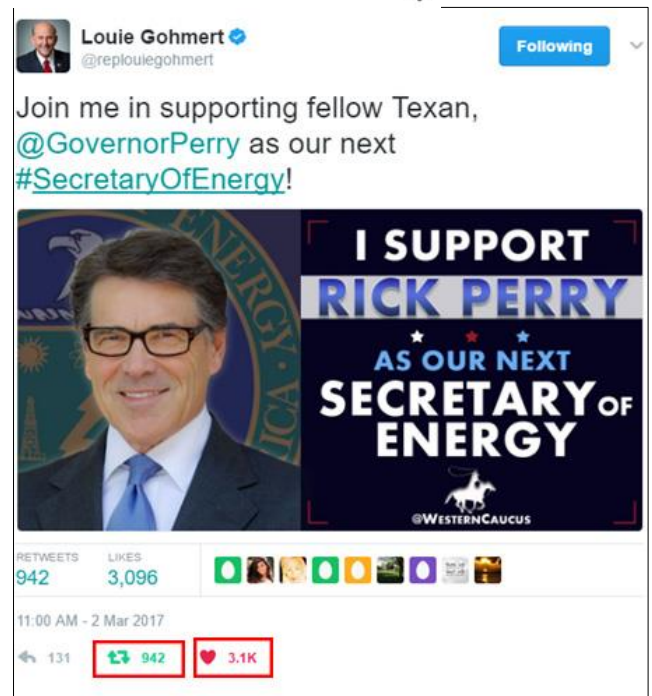 Louie Gohmert
@replouiegohmert
Following
Join me in supporting fellow Texan,
@GovernorPerry as our next
#SecretaryOfEnergy!
ENERGY
ICA
I SUPPORT
RICK PERRY
AS OUR NEXT
SECRETARY OF
ENERGY
@WESTERNCAUCUS
RETWEETS LIKES
942 3,096
11:00 AM - 2 Mar 2017
131 942 3.1K